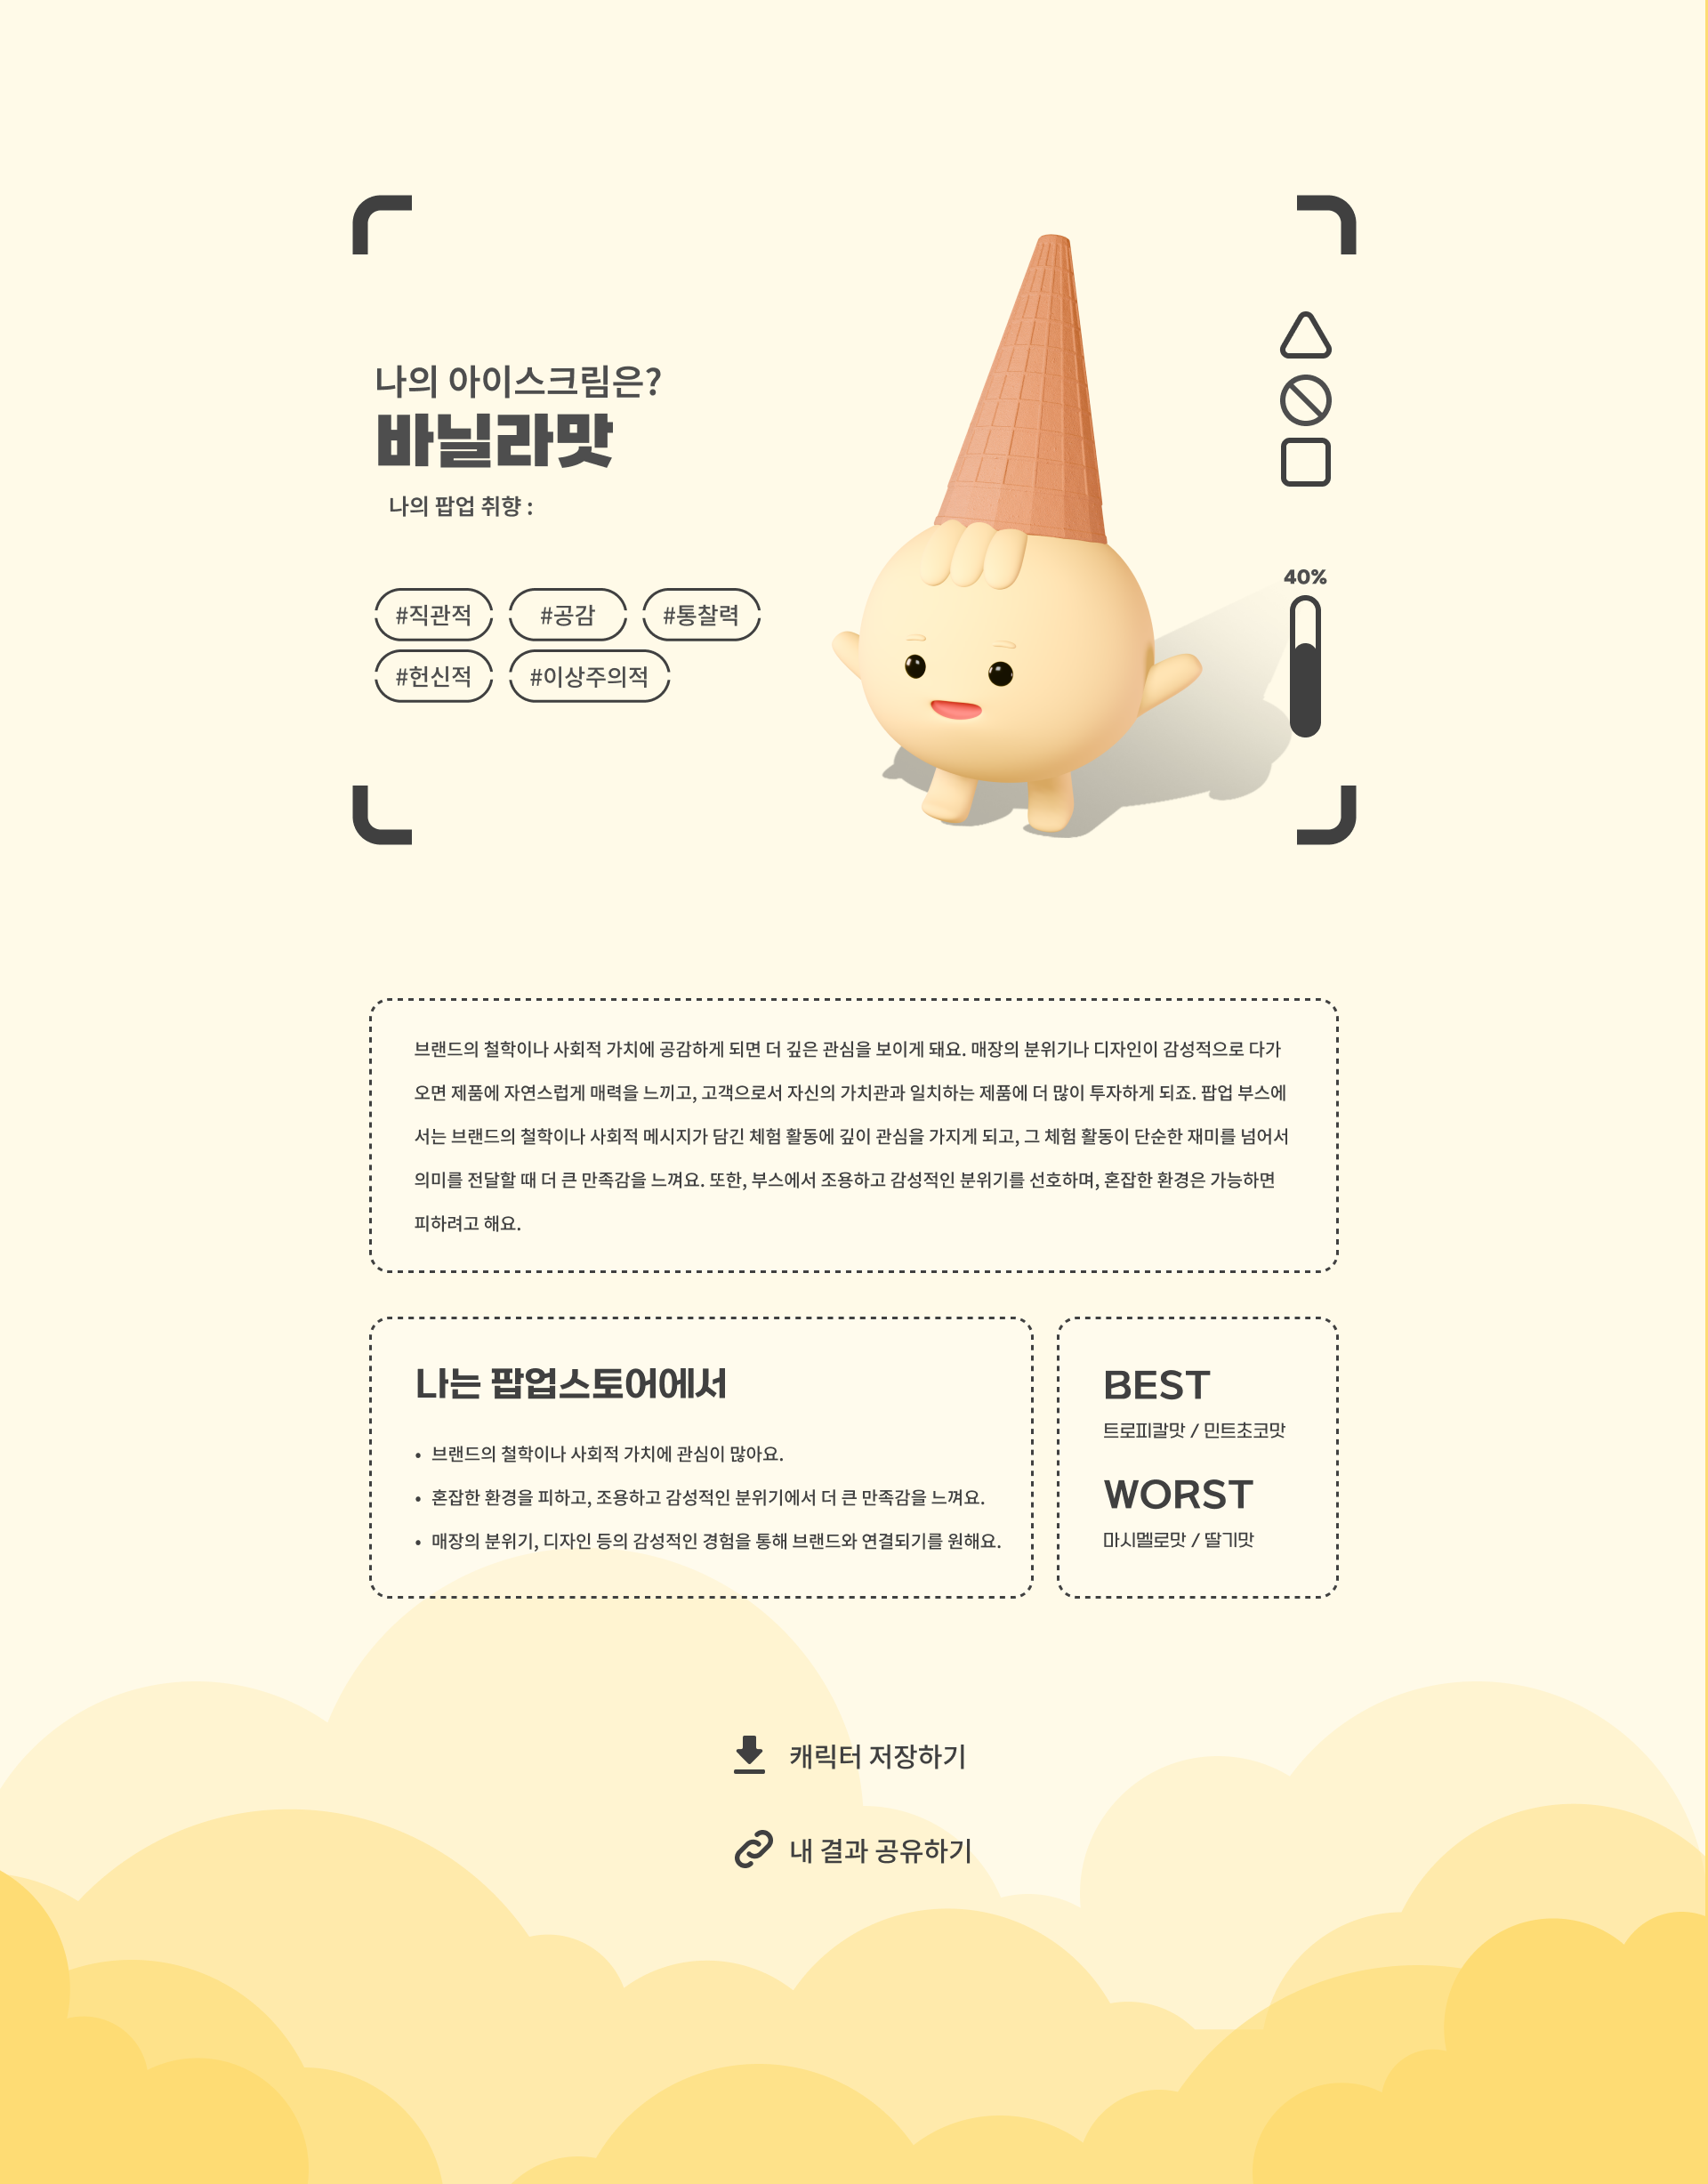 나의 아이스크림은?
바닐라맛
나의 팝업 취향 :
#직관적 #공감 #통찰력
#헌신적 #이상주의적
40%
브랜드의 철학이나 사회적 가치에 공감하게 되면 더 깊은 관심을 보이게 돼요. 매장의 분위기나 디자인이 감성적으로 다가
오면 제품에 자연스럽게 매력을 느끼고, 고객으로서 자신의 가치관과 일치하는 제품에 더 많이 투자하게 되죠. 팝업 부스에
서는 브랜드의 철학이나 사회적 메시지가 담긴 체험 활동에 깊이 관심을 가지게 되고, 그 체험 활동이 단순한 재미를 넘어서
의미를 전달할 때 더 큰 만족감을 느껴요. 또한, 부스에서 조용하고 감성적인 분위기를 선호하며, 혼잡한 환경은 가능하면
피하려고 해요.
나는 팝업스토어에서
• 브랜드의 철학이나 사회적 가치에 관심이 많아요.
• 혼잡한 환경을 피하고, 조용하고 감성적인 분위기에서 더 큰 만족감을 느껴요.
• 매장의 분위기, 디자인 등의 감성적인 경험을 통해 브랜드와 연결되기를 원해요.
BEST
트로피칼맛 / 민트초코맛
WORST
마시멜로맛 / 딸기맛
캐릭터 저장하기
내 결과 공유하기